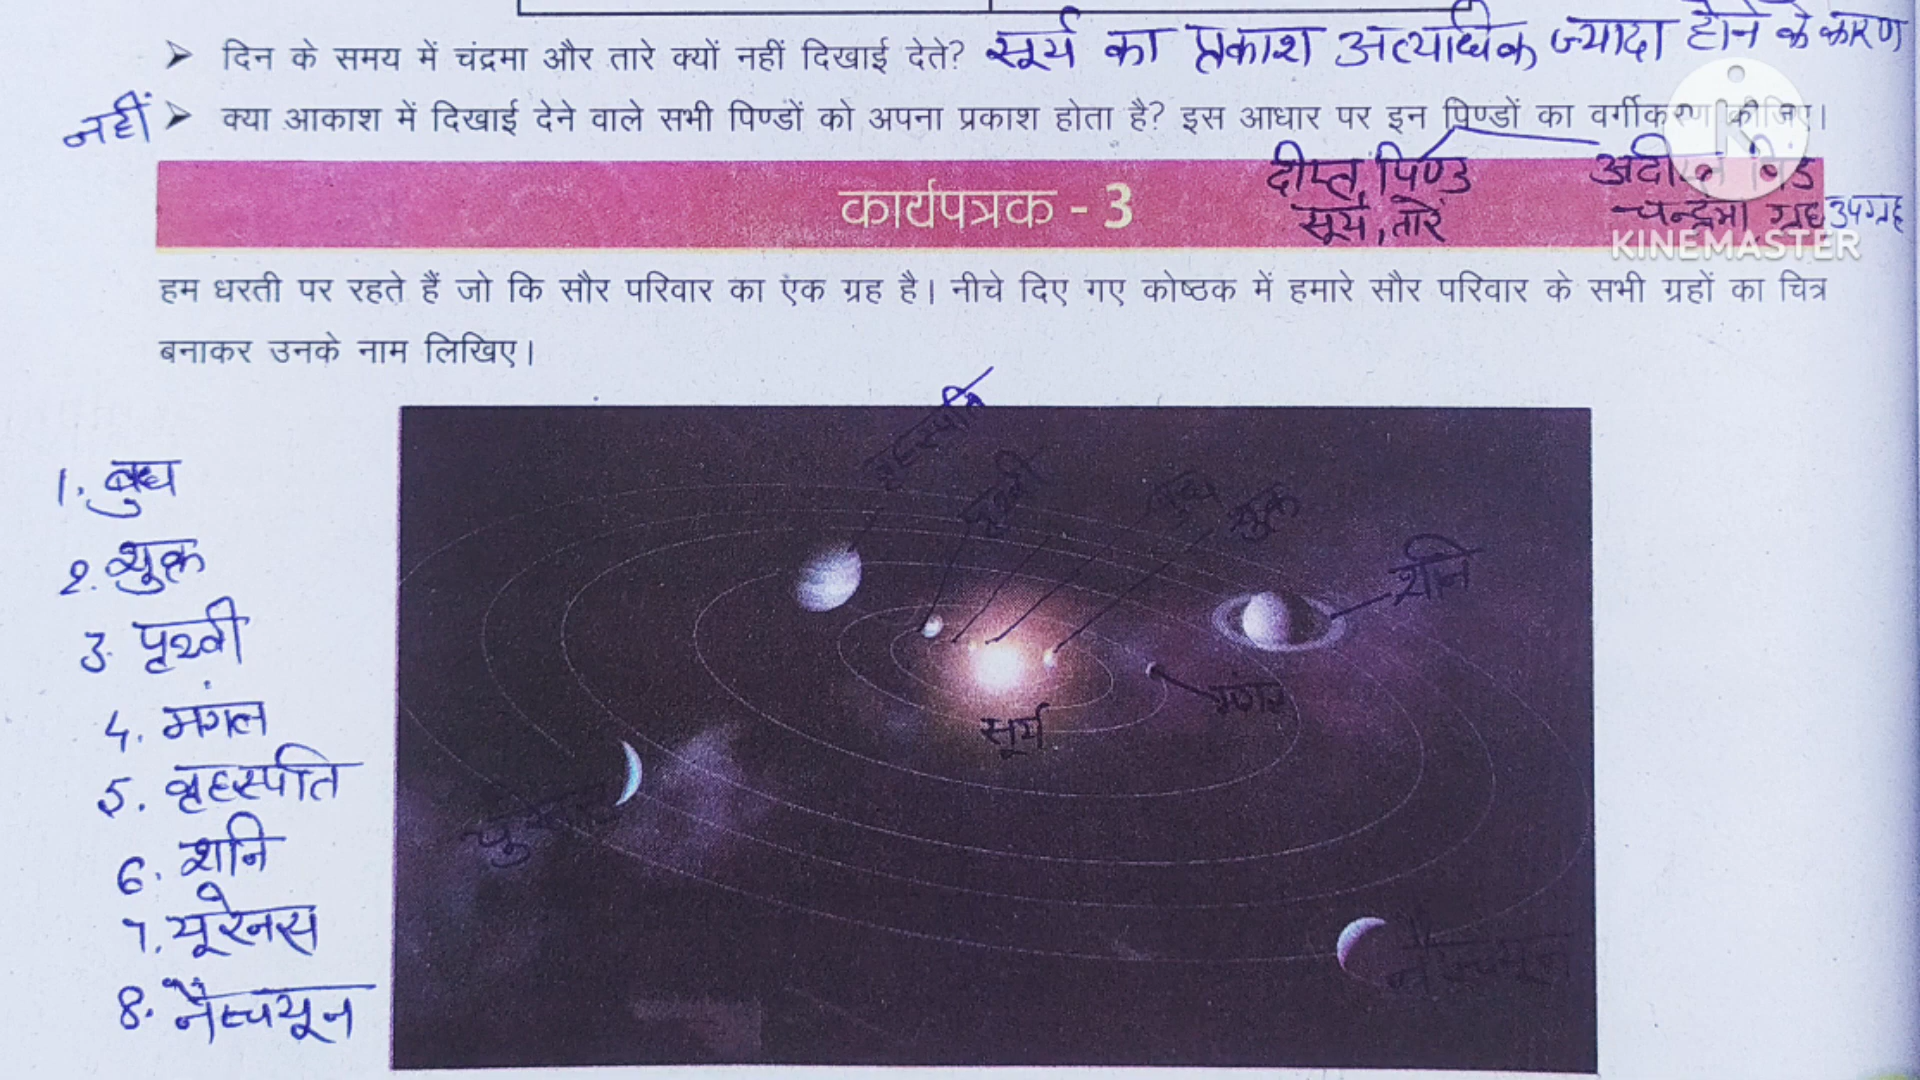 दिन के समय में चंद्रमा और तारे क्यों नहीं दिखाई देते? सूर्य का प्रकाश अत्यधिक ज्यादा होने के कारण
नहीं क्या आकाश में दिखाई देने वाले सभी पिण्डों को अपना प्रकाश होता है? इस आधार पर इन पिण्डों का वर्गीकरण कीजिए।
दीप्त पिण्ड अदीप्त पिंड
कार्यपत्रक - 3
सूर्य, तारे चन्द्रमा, ग्रह उपग्रह
KINEMASTER
हम धरती पर रहते हैं जो कि सौर परिवार का एक ग्रह है। नीचे दिए गए कोष्ठक में हमारे सौर परिवार के सभी ग्रहों का चित्र
बनाकर उनके नाम लिखिए।
बृहस्पति
पृथ्वी
बुध
शुक्र
शनि
सूर्य
नेप्च्यून
1. बुध
2. शुक्र
3. पृथ्वी
4. मंगल
5. बृहस्पति
6. शनि
7. यूरेनस
8. नेप्च्यून